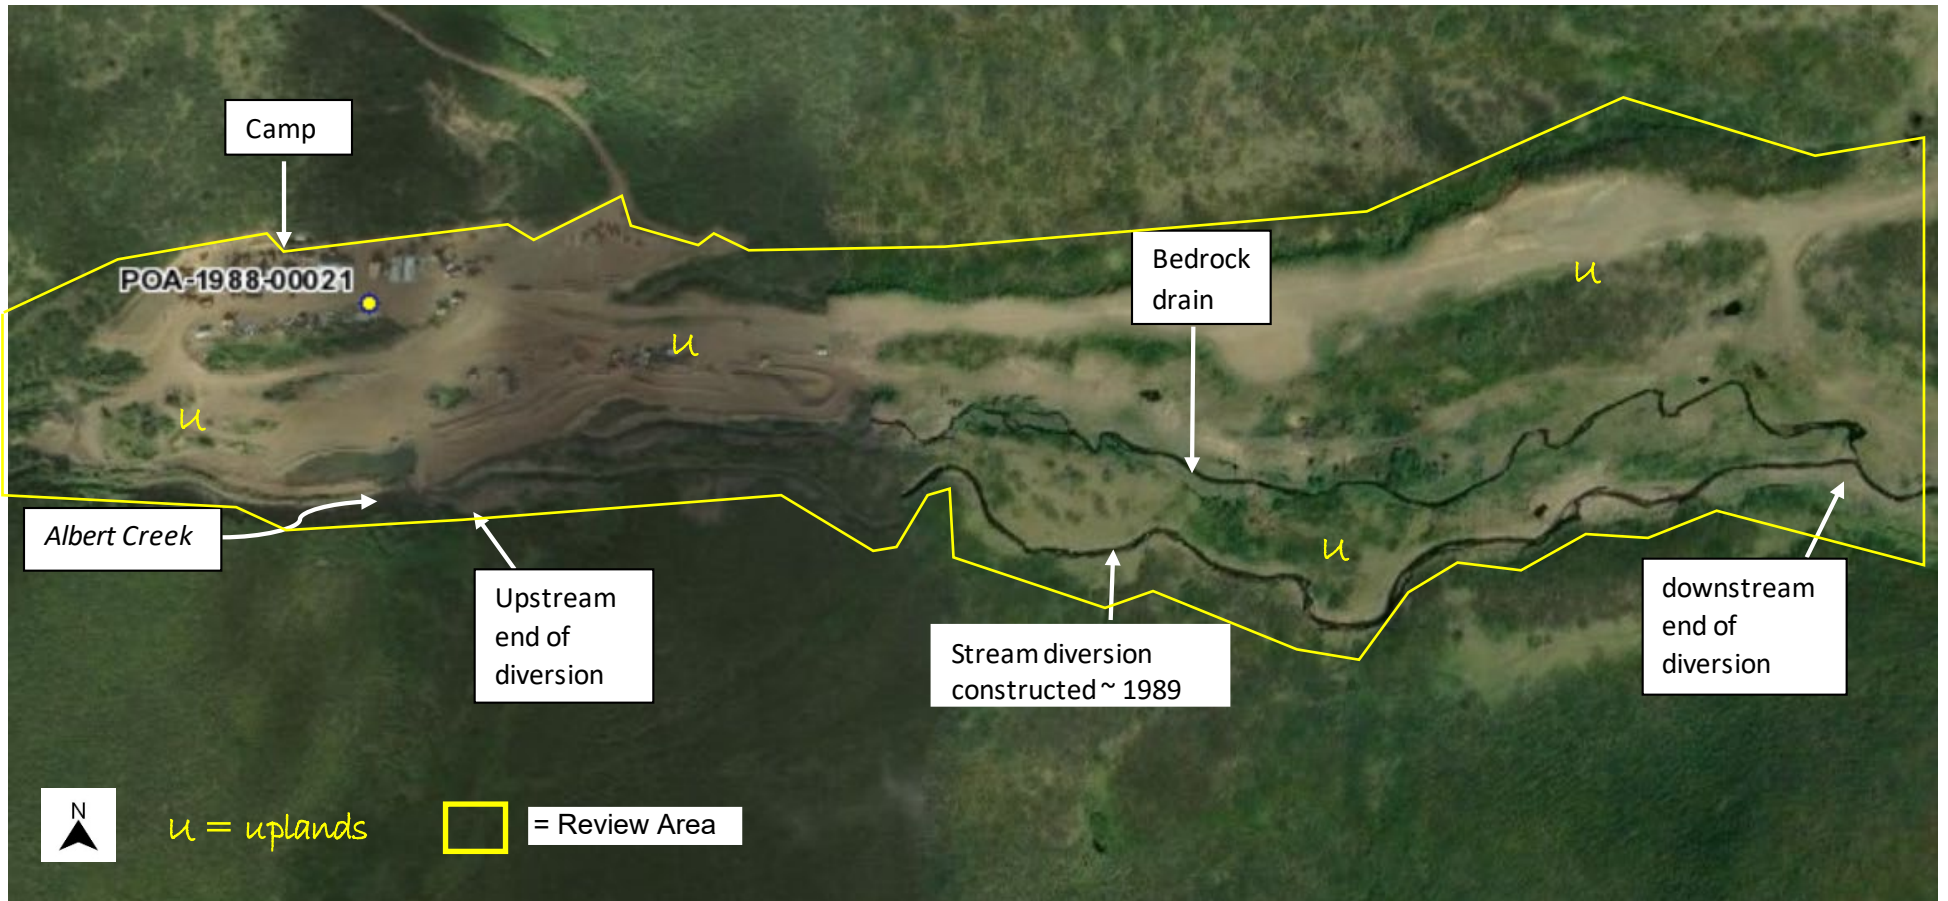 Camp
POA-1988-00021
Bedrock
drain
u
u
u
u
Albert Creek
Upstream
end of
diversion
Stream diversion
constructed ~ 1989
downstream
end of
diversion
N
u = uplands
= Review Area